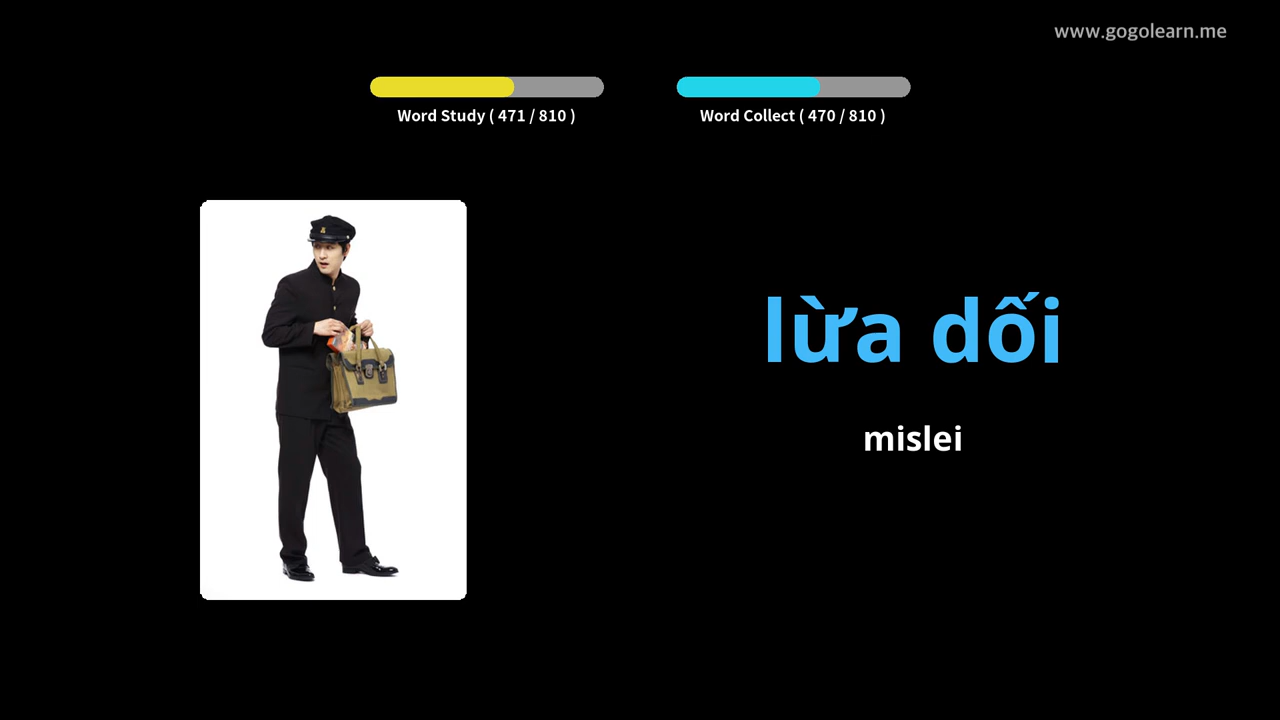 www.gogolearn.me
Word Study ( 471 / 810 )
Word Collect ( 470 / 810 )
lừa dối
mislei